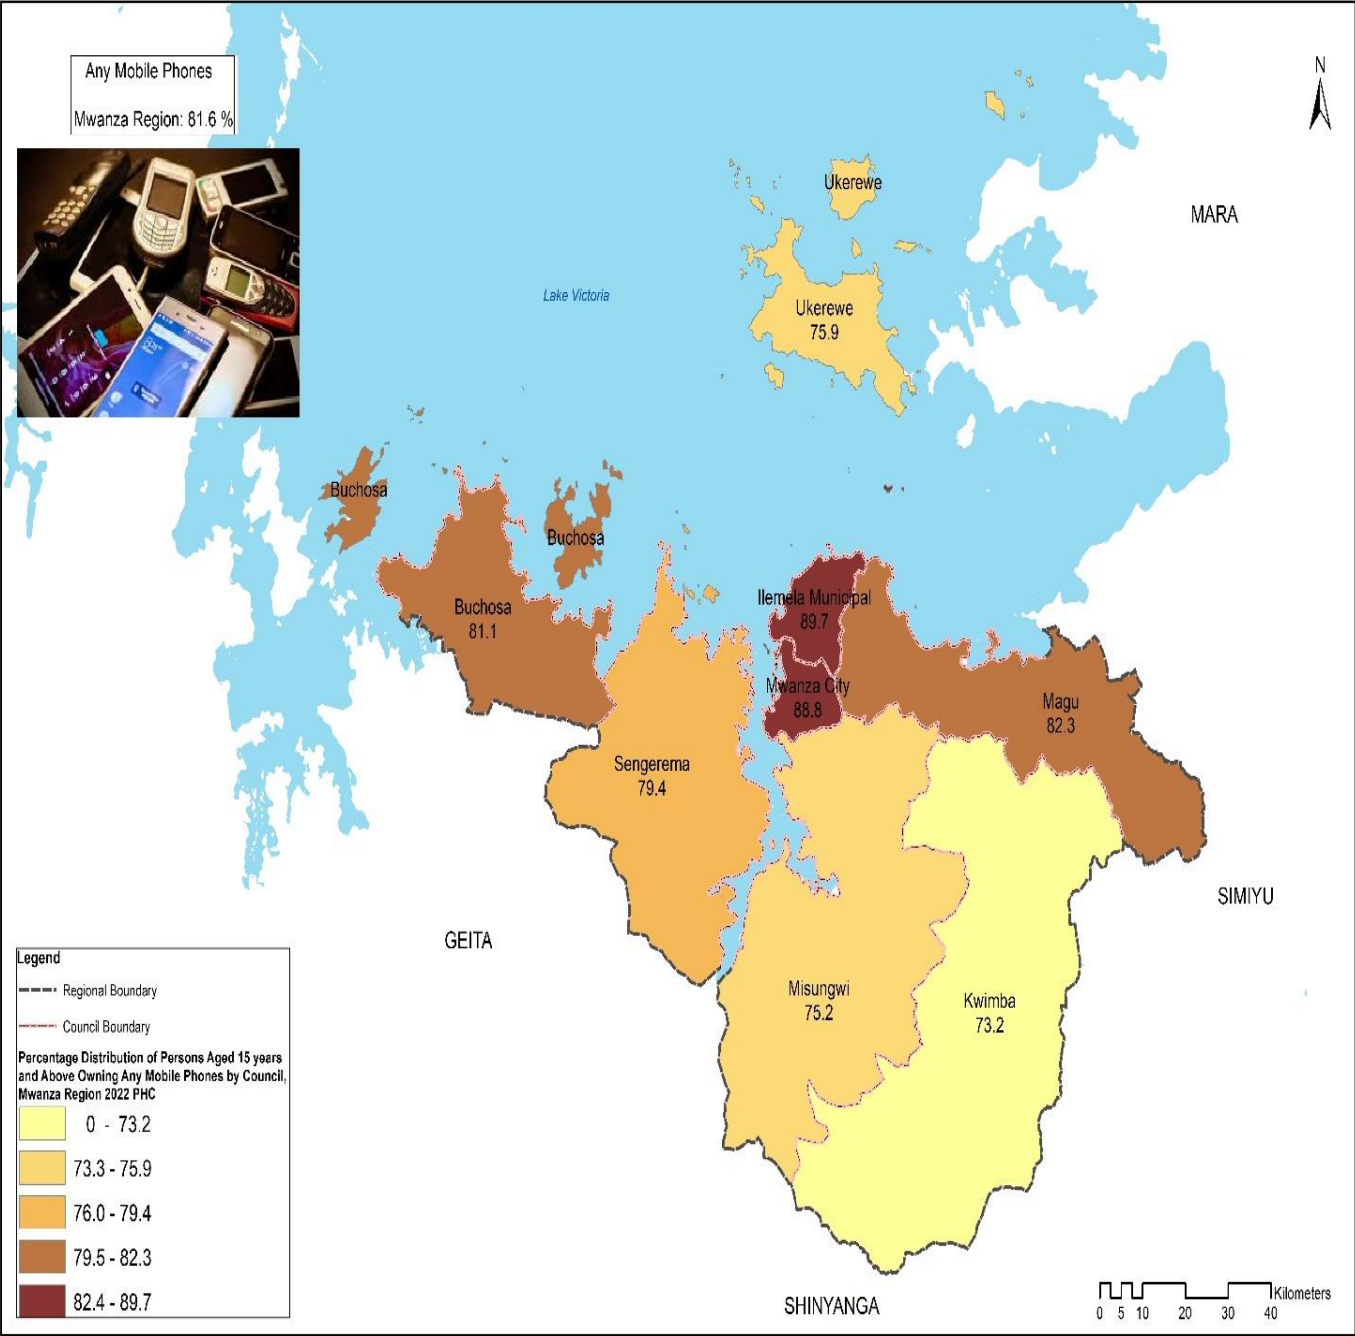 Any Mobile Phones
Mwanza Region: 81.6 %
N
MARA
Ukerewe
Lake Victoria
Ukerewe
75.9
Buchosa
Buchosa
Buchosa
81.1
Ilemela Municipal
89.7
Mwanza City
88.8
Magu
82.3
Sengerema
79.4
SIMIYU
GEITA
Misungwi
75.2
Kwimba
73.2
Legend
Regional Boundary
Council Boundary
Percentage Distribution of Persons Aged 15 years
and Above Owning Any Mobile Phones by Council,
Mwanza Region 2022 PHC
0 - 73.2
73.3 - 75.9
76.0 - 79.4
79.5 - 82.3
82.4 - 89.7
SHINYANGA
Kilometers
0 5 10 20 30 40